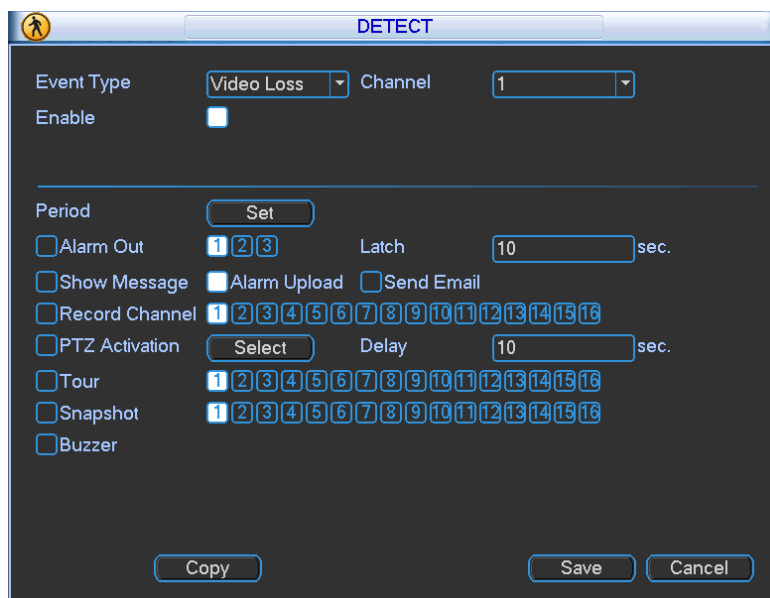 DETECT
Event Type Video Loss Channel 1
Enable
Period Set
Alarm Out 1 2 3 Latch 10 sec.
Show Message Alarm Upload Send Email
Record Channel 1 2 3 4 5 6 7 8 9 10 11 12 13 14 15 16
PTZ Activation Select Delay 10 sec.
Tour 1 2 3 4 5 6 7 8 9 10 11 12 13 14 15 16
Snapshot 1 2 3 4 5 6 7 8 9 10 11 12 13 14 15 16
Buzzer
Copy Save Cancel